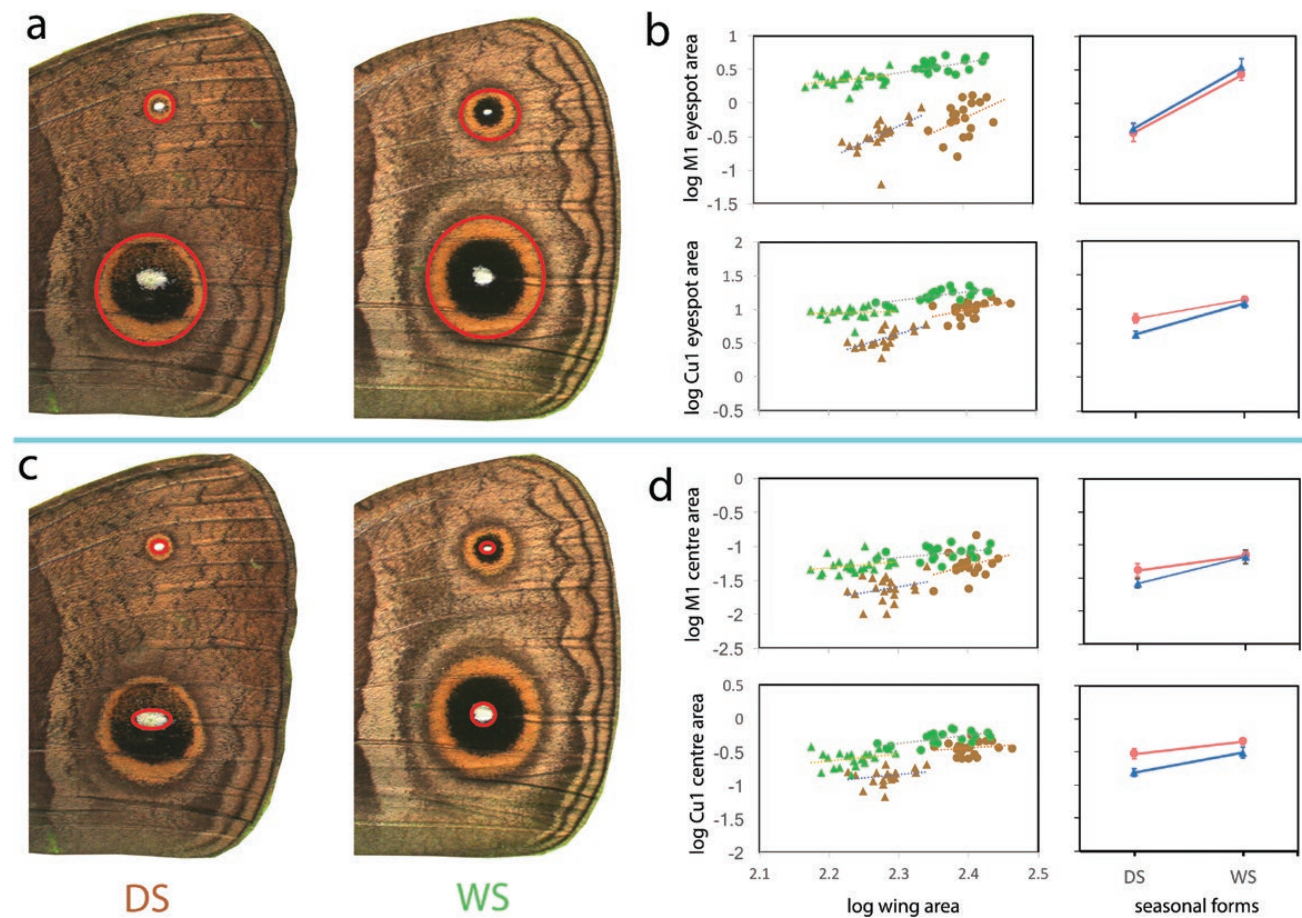 a
b
log M1 eyespot area
1
0.5
0
-0.5
-1
-1.5
log Cu1 eyespot area
2
1.5
1
0.5
0
-0.5
c
d
log M1 centre area
0
-0.5
-1
-1.5
-2
-2.5
log Cu1 centre area
0.5
0
-0.5
-1
-1.5
-2
2.1 2.2 2.3 2.4 2.5
DS WS
DS
WS
log wing area
seasonal forms